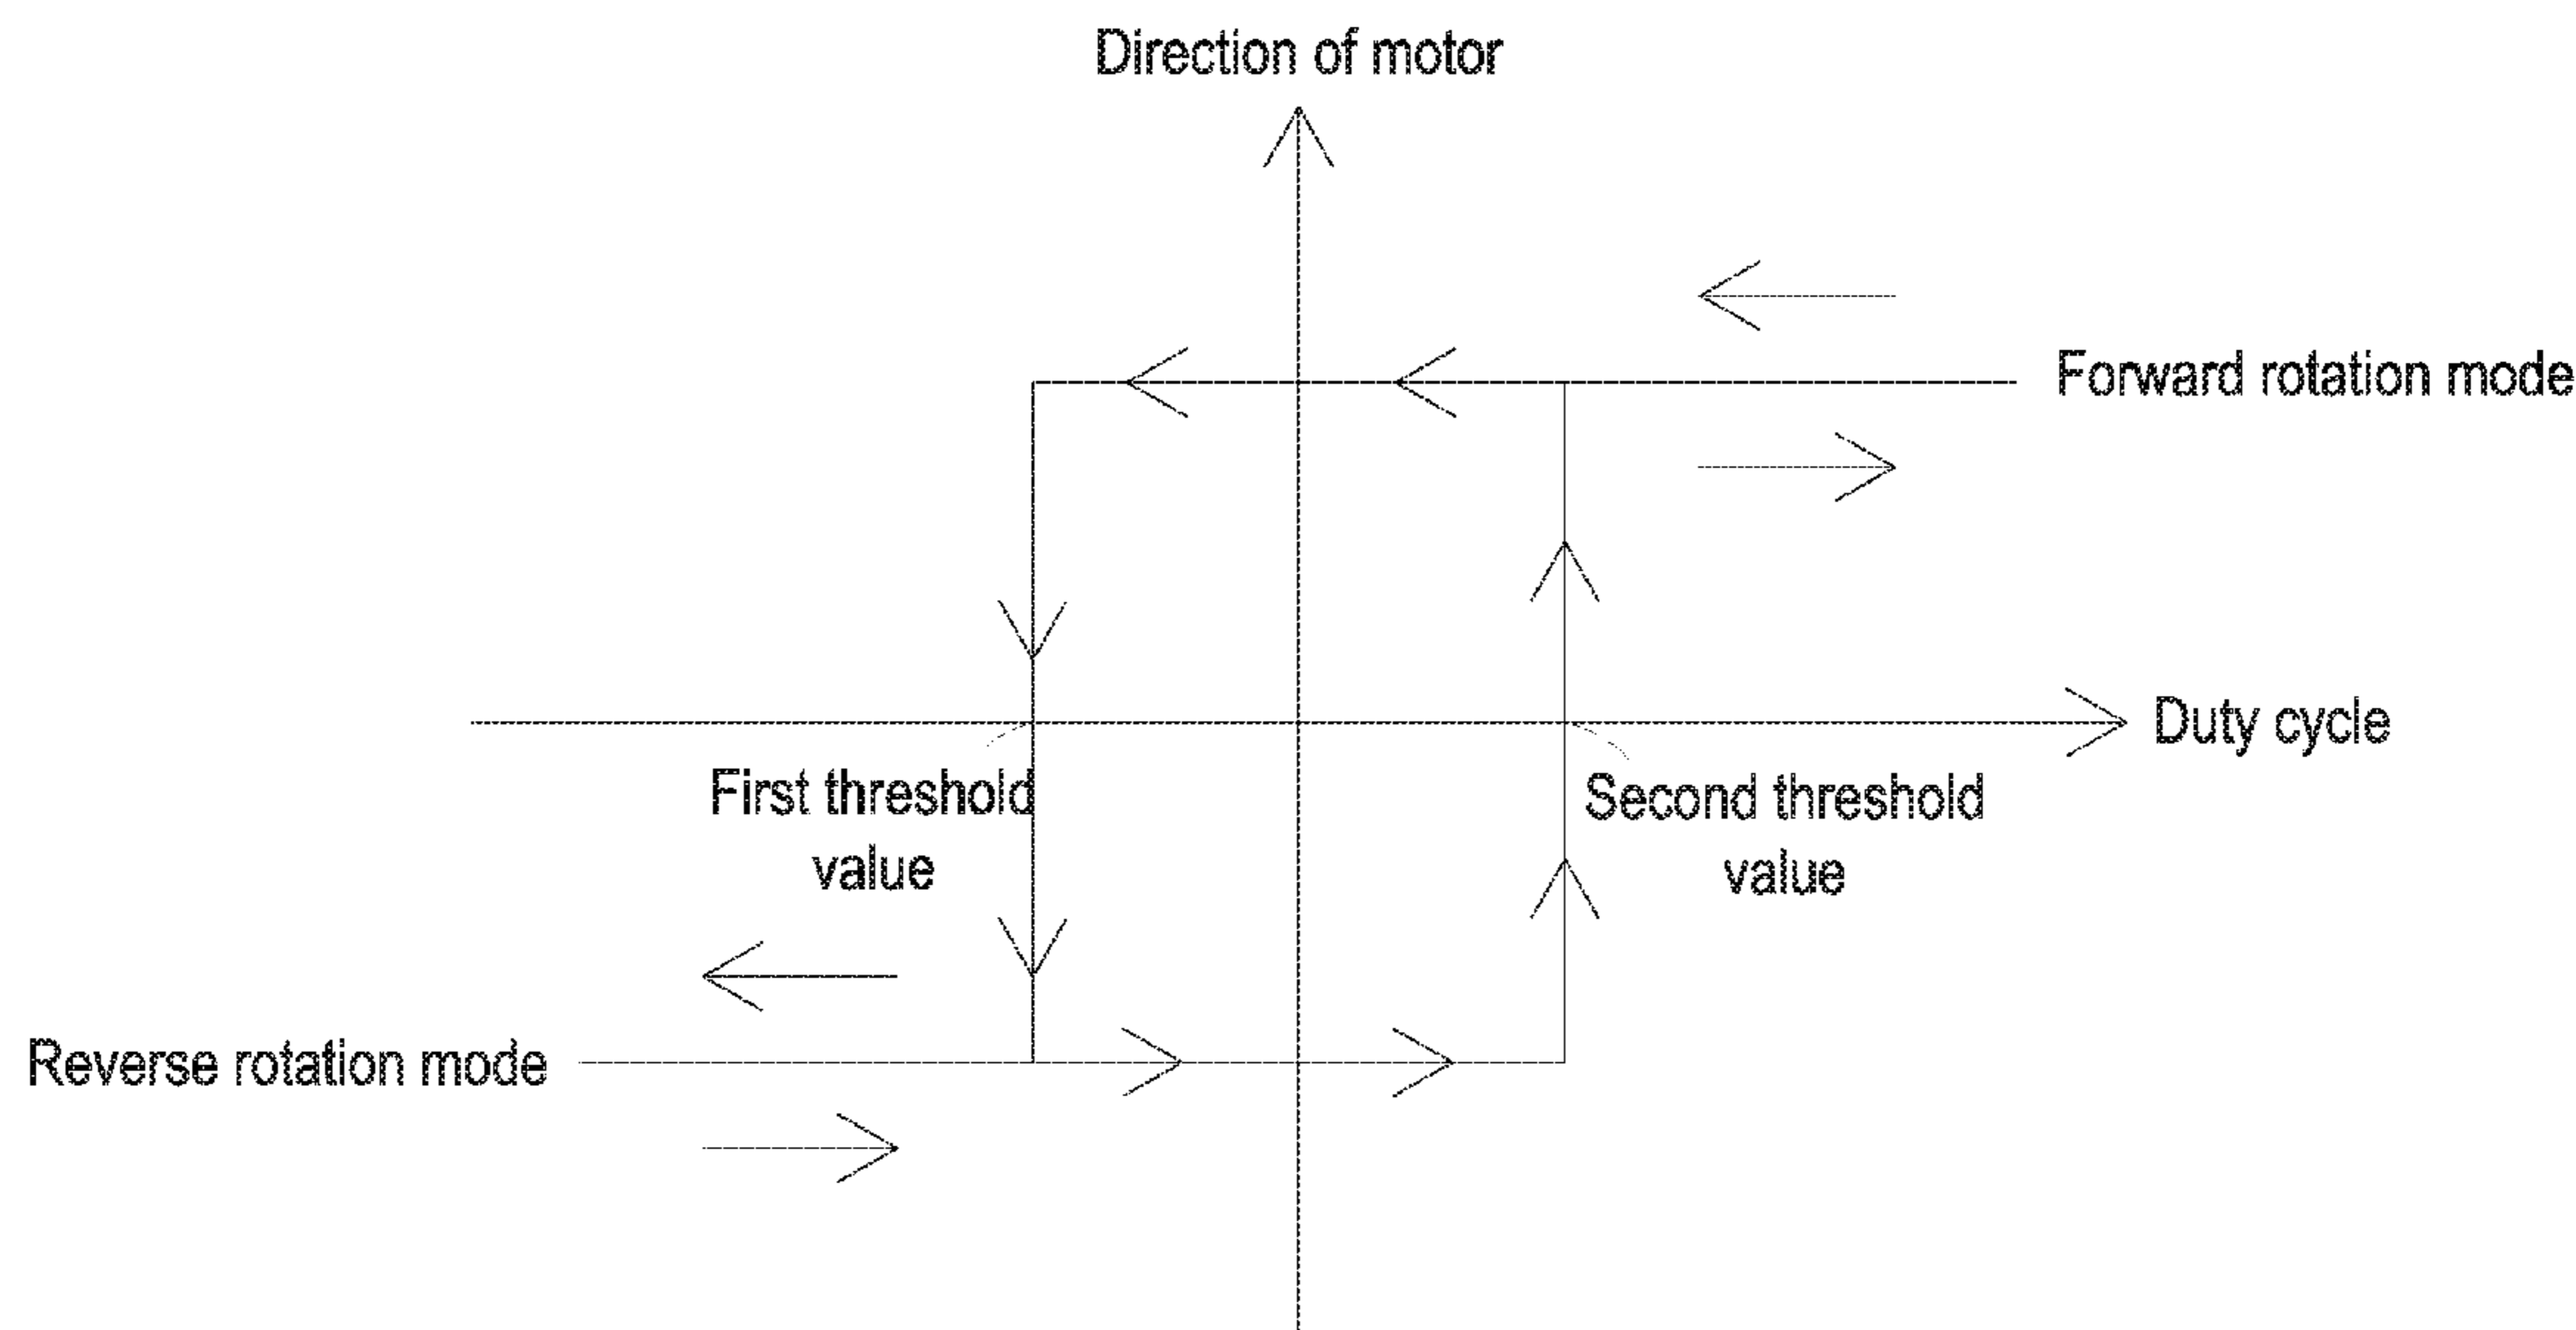 Direction of motor
Forward rotation mode
Duty cycle
First threshold
value
Second threshold
value
Reverse rotation mode